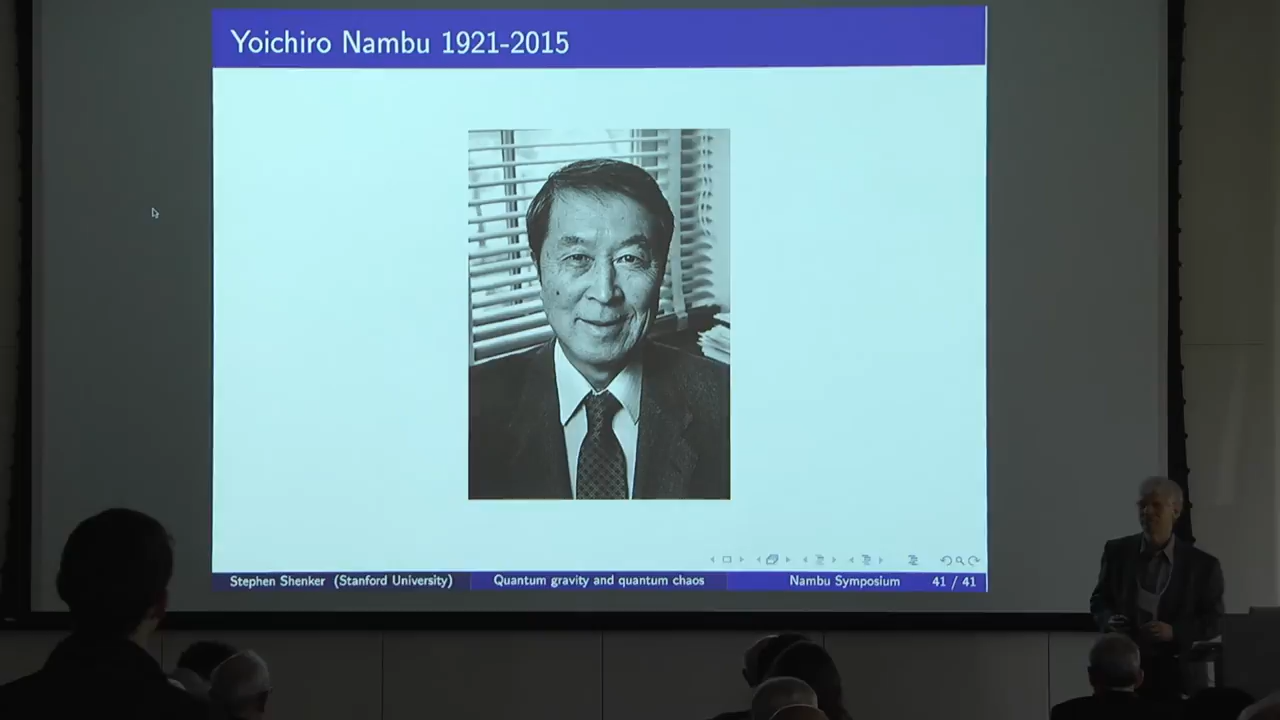 Yoichiro Nambu 1921-2015
Stephen Shenker (Stanford University) Quantum gravity and quantum chaos Nambu Symposium 41 / 41